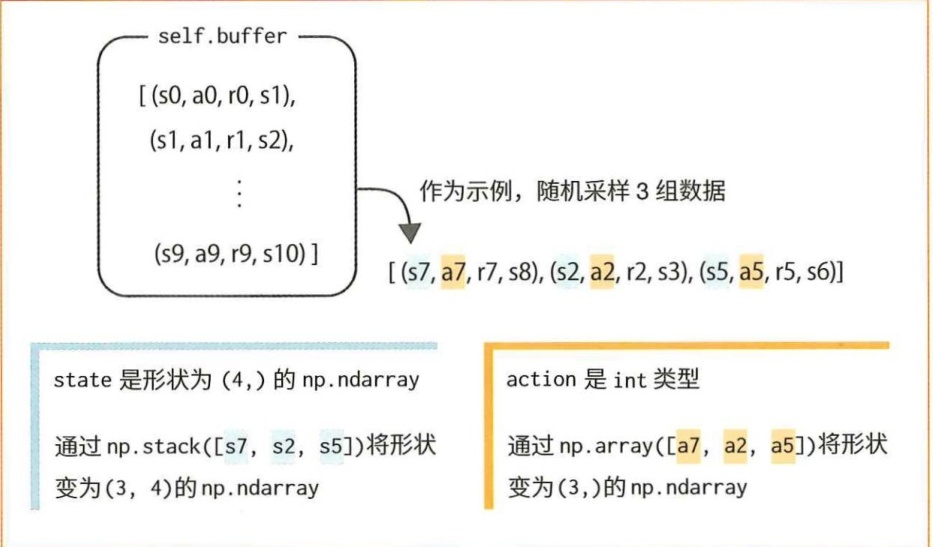 self.buffer
[ (s0, a0, r0, s1),
(s1, a1, r1, s2),
⋮
(s9, a9, r9, s10) ]
作为示例，随机采样 3 组数据
[ (s7, a7, r7, s8), (s2, a2, r2, s3), (s5, a5, r5, s6)]
state 是形状为 (4,) 的 np.ndarray
通过 np.stack([s7, s2, s5])将形状
变为(3, 4)的 np.ndarray
action 是 int 类型
通过 np.array([a7, a2, a5])将形状
变为(3,)的 np.ndarray